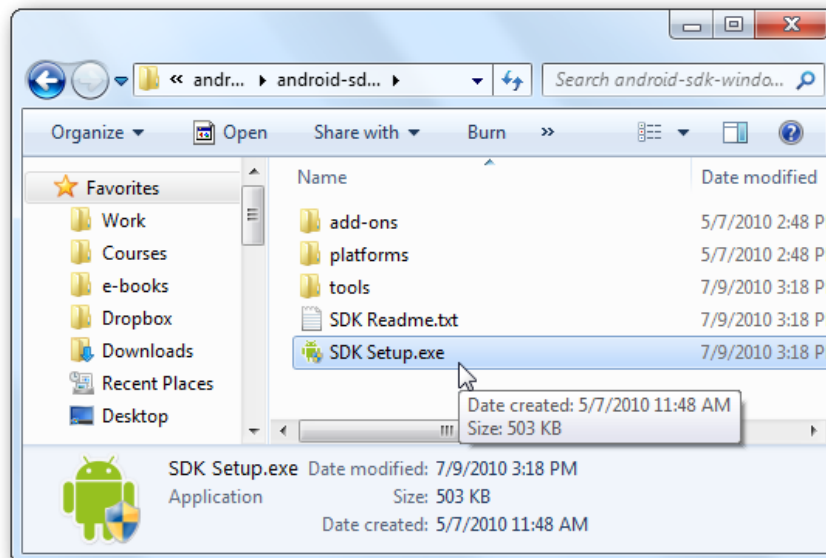 « andr... ▸ android-sd... ▸ Search android-sdk-windo...
Organize Open Share with Burn »
Favorites
Work
Courses
e-books
Dropbox
Downloads
Recent Places
Desktop
Name Date modified
add-ons 5/7/2010 2:48 P
platforms 5/7/2010 2:48 P
tools 7/9/2010 3:18 P
SDK Readme.txt 7/9/2010 3:18 P
SDK Setup.exe 7/9/2010 3:18 P
Date created: 5/7/2010 11:48 AM
Size: 503 KB
SDK Setup.exe Date modified: 7/9/2010 3:18 PM
Application Size: 503 KB
Date created: 5/7/2010 11:48 AM